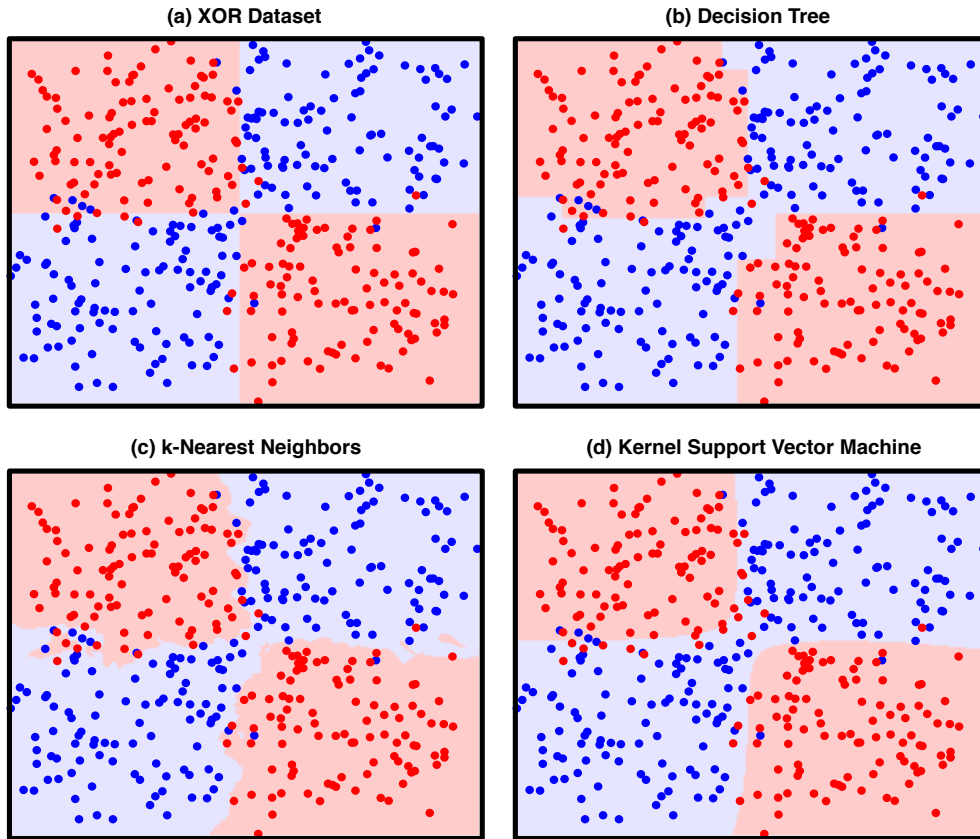 (a) XOR Dataset
(b) Decision Tree
(c) k-Nearest Neighbors
(d) Kernel Support Vector Machine